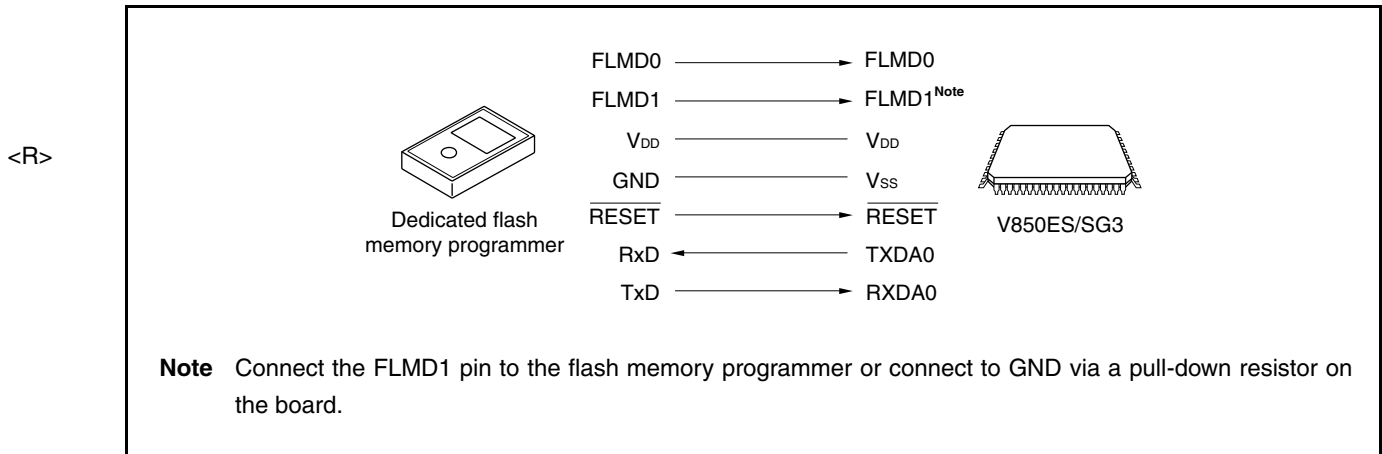 FLMD0 FLMD0
FLMD1 FLMD1Note
<R>
VDD VDD
GND VSS
RESET RESET
RxD TXDA0
TxD RXDA0
Dedicated flash
memory programmer
V850ES/SG3
Note Connect the FLMD1 pin to the flash memory programmer or connect to GND via a pull-down resistor on
the board.